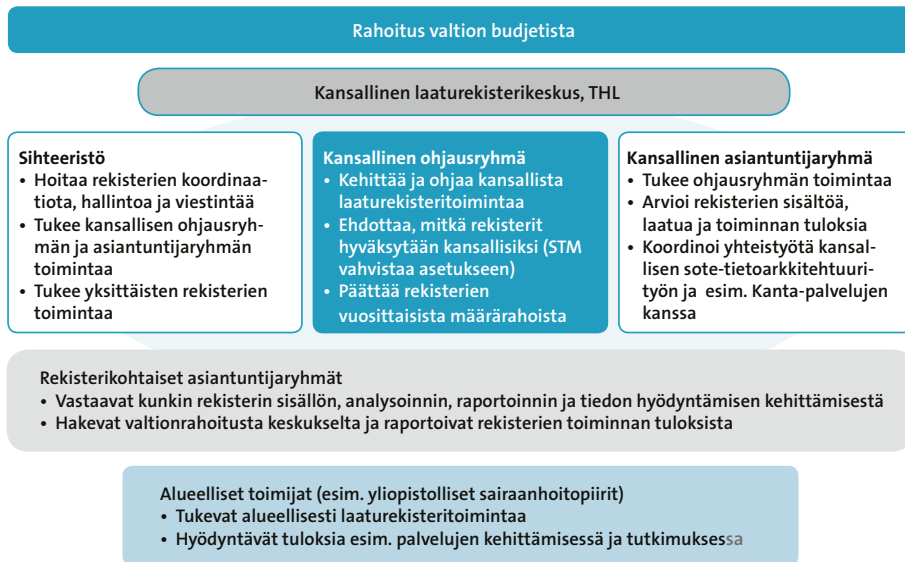 Rahoitus valtion budjetista
Kansallinen laaturekisterikeskus, THL
Sihteeristö
• Hoitaa rekisterien koordinaa-
tiota, hallintoa ja viestintää
• Tukee kansallisen ohjausryh-
män ja asiantuntijaryhmän
toimintaa
• Tukee yksittäisten rekisterien
toimintaa
Kansallinen ohjausryhmä
• Kehittää ja ohjaa kansallista
laaturekisteritoimintaa
• Ehdottaa, mitkä rekisterit
hyväksytään kansallisiksi (STM
vahvistaa asetukseen)
• Päättää rekisterien
vuosittaisista määrärahoista
Kansallinen asiantuntijaryhmä
• Tukee ohjausryhmän toimintaa
• Arvioi rekisterien sisältöä,
laatua ja toiminnan tuloksia
• Koordinoi yhteistyötä kansal-
lisen sote-tietoarkkitehtuuri-
työn ja esim. Kanta-palvelujen
kanssa
Rekisterikohtaiset asiantuntijaryhmät
• Vastaavat kunkin rekisterin sisällön, analysoinnin, raportoinnin ja tiedon hyödyntämisen kehittämisestä
• Hakevat valtionrahoitusta keskukselta ja raportoivat rekisterien toiminnan tuloksista
Alueelliset toimijat (esim. yliopistolliset sairaanhoitopiirit)
• Tukevat alueellisesti laaturekisteritoimintaa
• Hyödyntävät tuloksia esim. palvelujen kehittämisessä ja tutkimuksessa